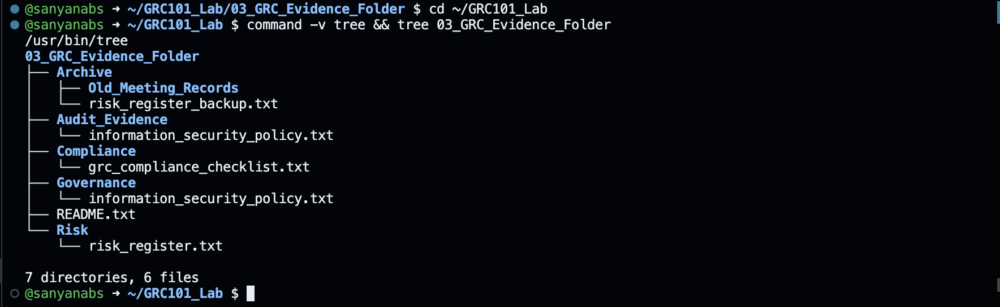 @sanyanabs → ~/GRC101_Lab/03_GRC_Evidence_Folder $ cd ~/GRC101_Lab
@sanyanabs → ~/GRC101_Lab $ command -v tree && tree 03_GRC_Evidence_Folder
/usr/bin/tree
03_GRC_Evidence_Folder
├── Archive
│   ├── Old_Meeting_Records
│   └── risk_register_backup.txt
├── Audit_Evidence
│   └── information_security_policy.txt
├── Compliance
│   └── grc_compliance_checklist.txt
├── Governance
│   └── information_security_policy.txt
├── README.txt
└── Risk
    └── risk_register.txt

7 directories, 6 files
@sanyanabs → ~/GRC101_Lab $